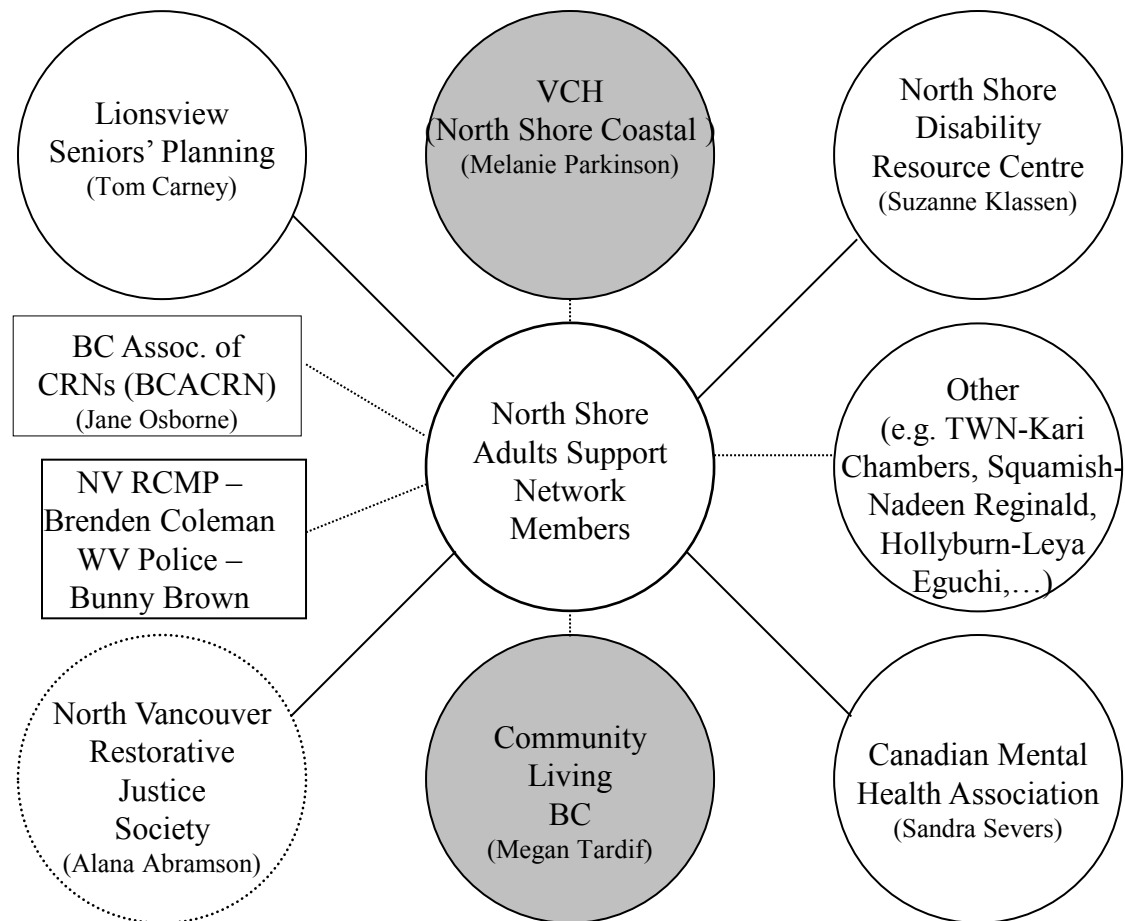 Lionsview
Seniors’ Planning
(Tom Carney)
VCH
(North Shore Coastal )
(Melanie Parkinson)
North Shore
Disability
Resource Centre
(Suzanne Klassen)
BC Assoc. of
CRNs (BCACRN)
(Jane Osborne)
North Shore
Adults Support
Network
Members
Other
(e.g. TWN-Kari
Chambers, Squamish-
Nadeen Reginald,
Hollyburn-Leya
Eguchi,…)
NV RCMP –
Brenden Coleman
WV Police –
Bunny Brown
North Vancouver
Restorative
Justice
Society
(Alana Abramson)
Community
Living
BC
(Megan Tardif)
Canadian Mental
Health Association
(Sandra Severs)